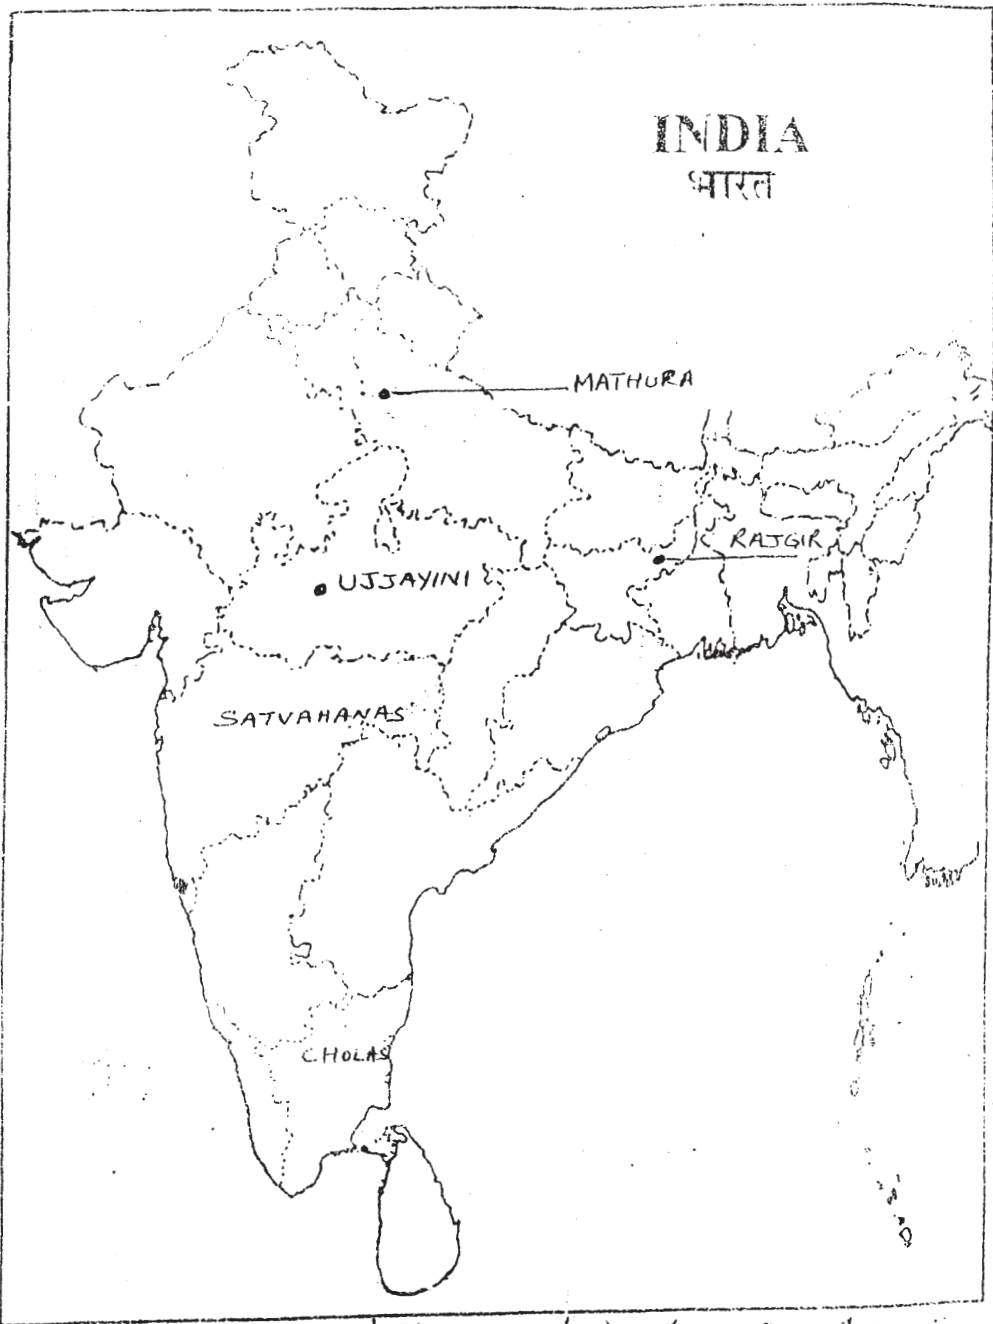 INDIA
भारत
MATHURA
RAJGIR
UJJAYINI
SATVAHANAS
CHOLAS